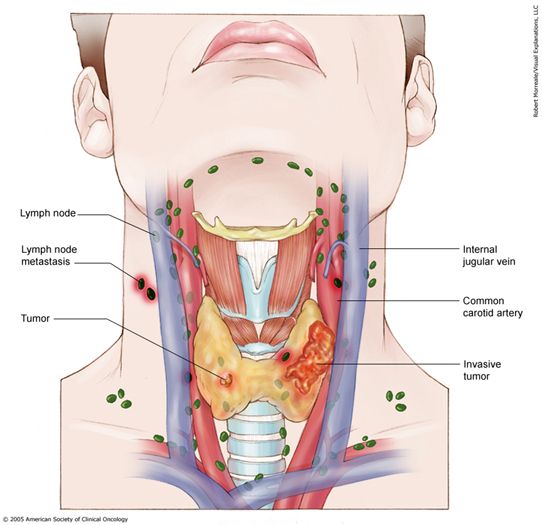 Robert Morreale/Visual Explanations, LLC
Lymph node
Lymph node
metastasis
Tumor
Internal
jugular vein
Common
carotid artery
Invasive
tumor
© 2005 American Society of Clinical Oncology